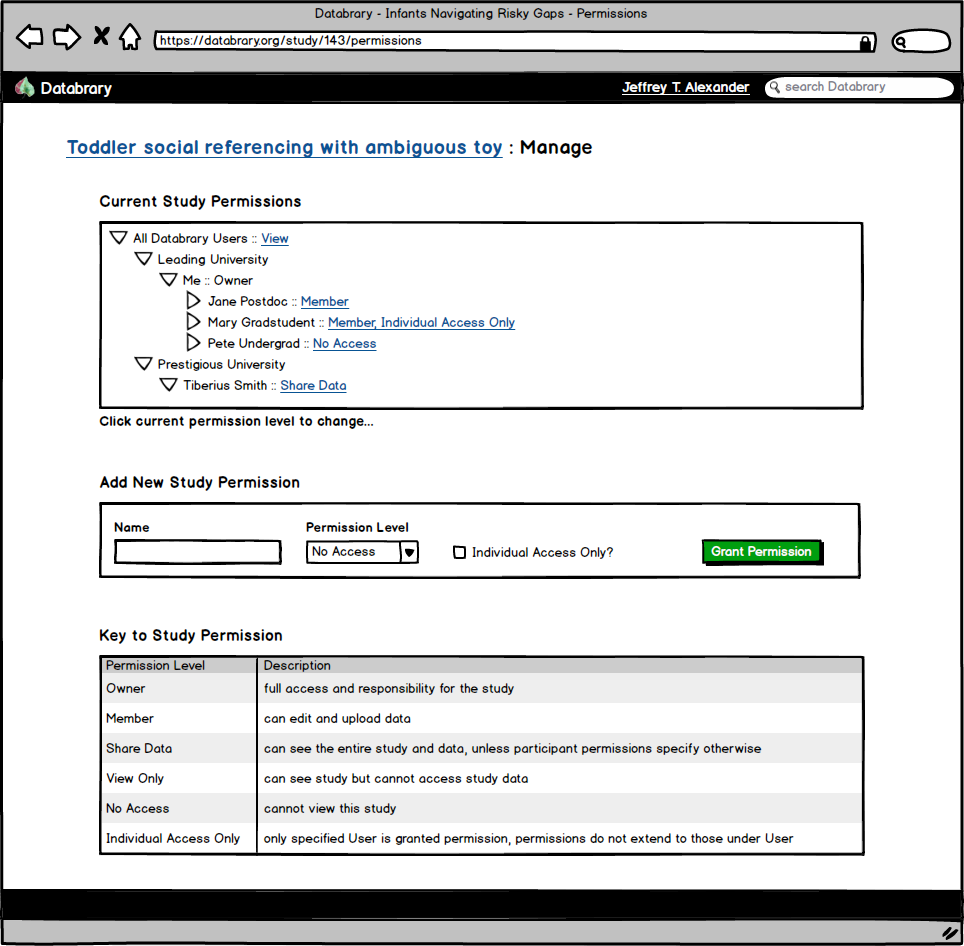 Databrary - Infants Navigating Risky Gaps - Permissions
https://databrary.org/study/143/permissions
Databrary Jeffrey T. Alexander search Databrary
Toddler social referencing with ambiguous toy : Manage
Current Study Permissions
All Databrary Users :: View
Leading University
Me :: Owner
Jane Postdoc :: Member
Mary Gradstudent :: Member, Individual Access Only
Pete Undergrad :: No Access
Prestigious University
Tiberius Smith :: Share Data
Click current permission level to change...
Add New Study Permission
Name Permission Level
No Access Individual Access Only? Grant Permission
Key to Study Permission
Permission Level Description
Owner full access and responsibility for the study
Member can edit and upload data
Share Data can see the entire study and data, unless participant permissions specify otherwise
View Only can see study but cannot access study data
No Access cannot view this study
Individual Access Only only specified User is granted permission, permissions do not extend to those under User